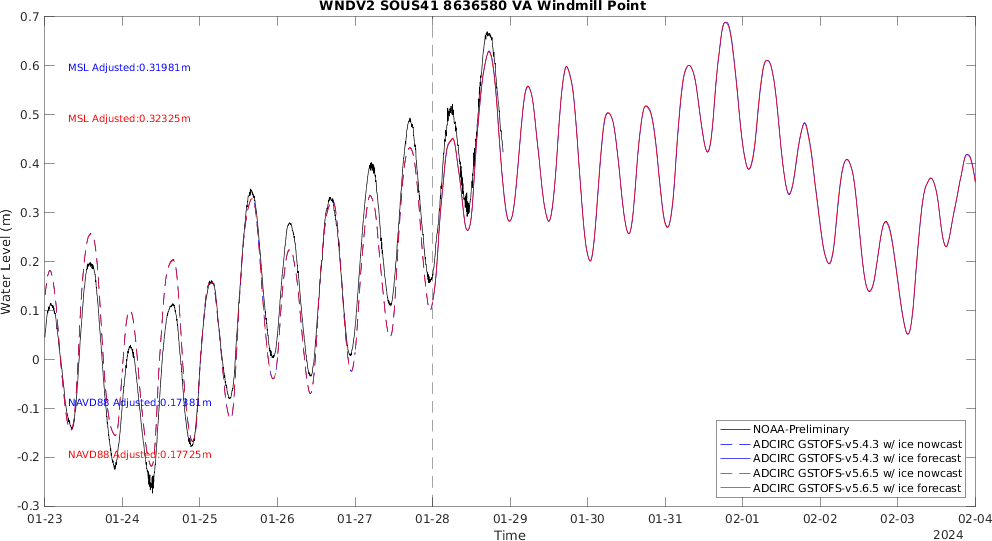 WNDV2 SOUS41 8636580 VA Windmill Point
0.7
0.6
0.5
0.4
0.3
0.2
0.1
0
-0.1
-0.2
-0.3
Water Level (m)
MSL Adjusted:0.31981m
MSL Adjusted:0.32325m
NAVD88 Adjusted:0.17381m
NAVD88 Adjusted:0.17725m
NOAA-Preliminary
ADCIRC GSTOFS-v5.4.3 w/ ice nowcast
ADCIRC GSTOFS-v5.4.3 w/ ice forecast
ADCIRC GSTOFS-v5.6.5 w/ ice nowcast
ADCIRC GSTOFS-v5.6.5 w/ ice forecast
01-23 01-24 01-25 01-26 01-27 01-28 01-29 01-30 01-31 02-01 02-02 02-03 02-04
Time
2024